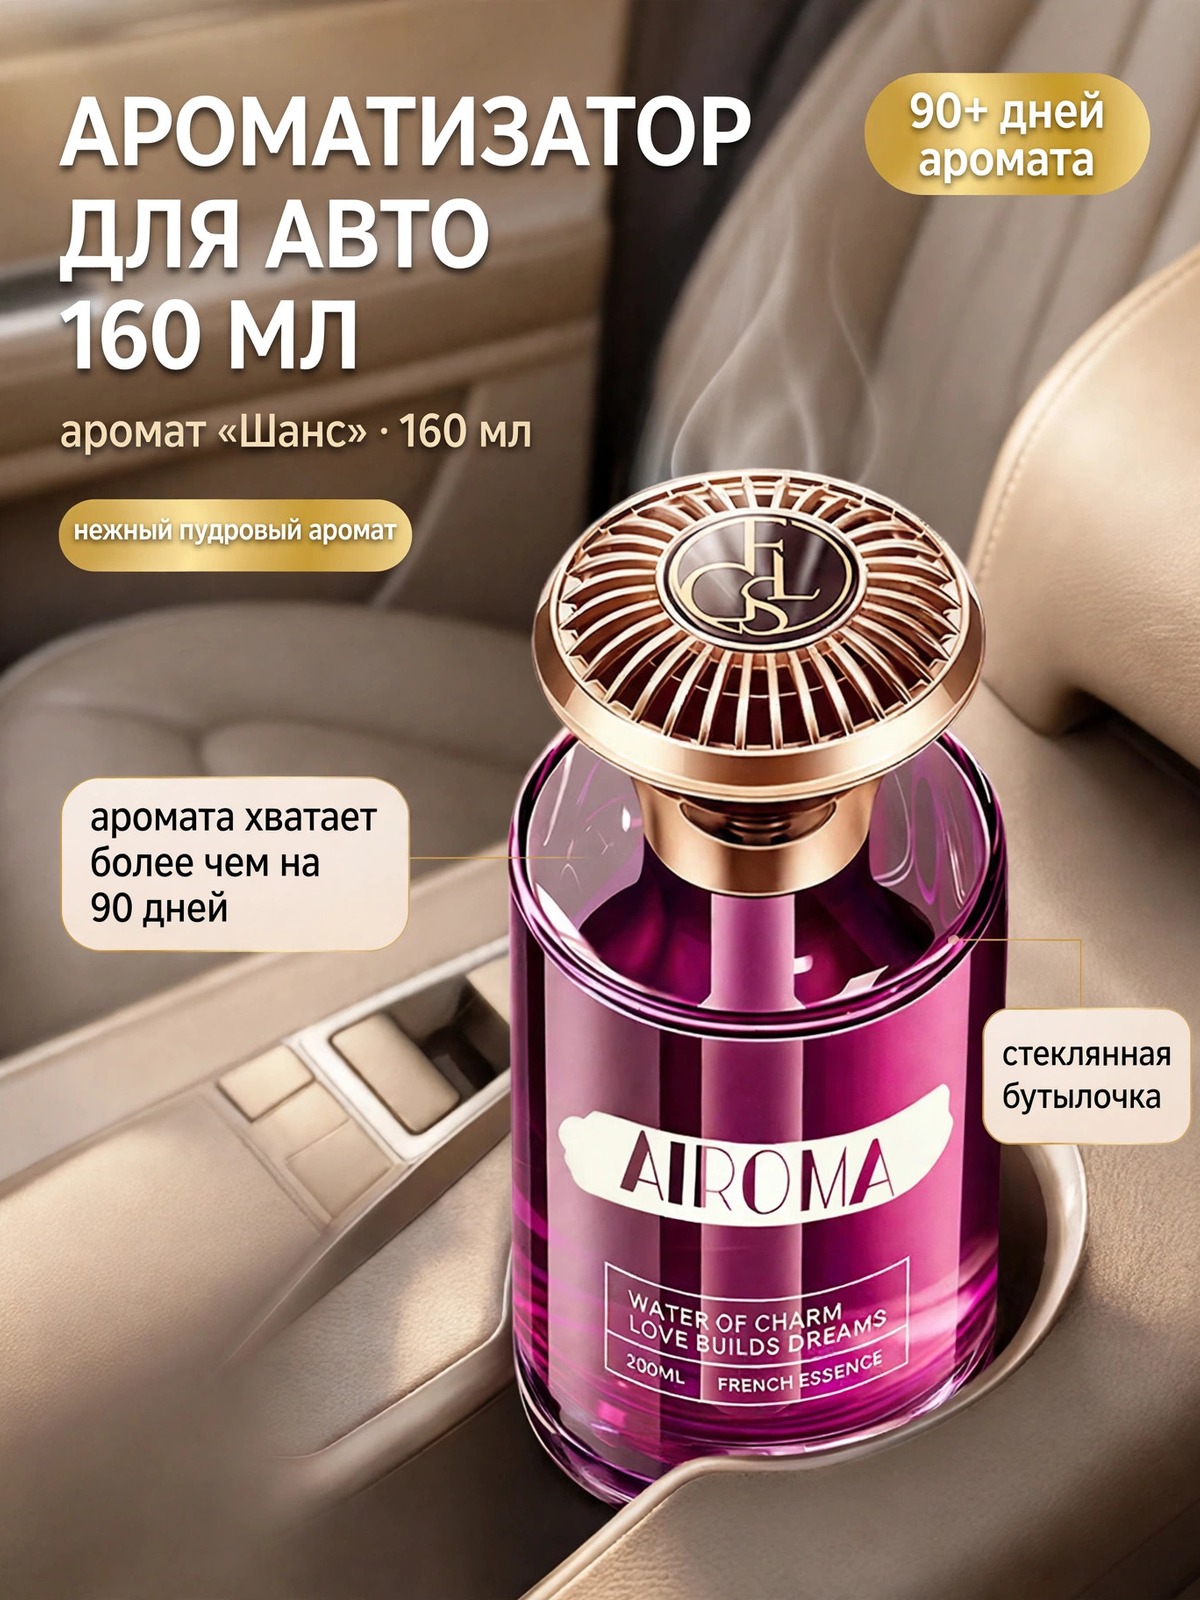 АРОМАТИЗАТОР
ДЛЯ АВТО
160 МЛ
аромат «Шанс» · 160 мл
нежный пудровый аромат
90+ дней
аромата
аромата хватает
более чем на
90 дней
стеклянная
бутылочка
AIROMA
WATER OF CHARM
LOVE BUILDS DREAMS
200ML
FRENCH ESSENCE